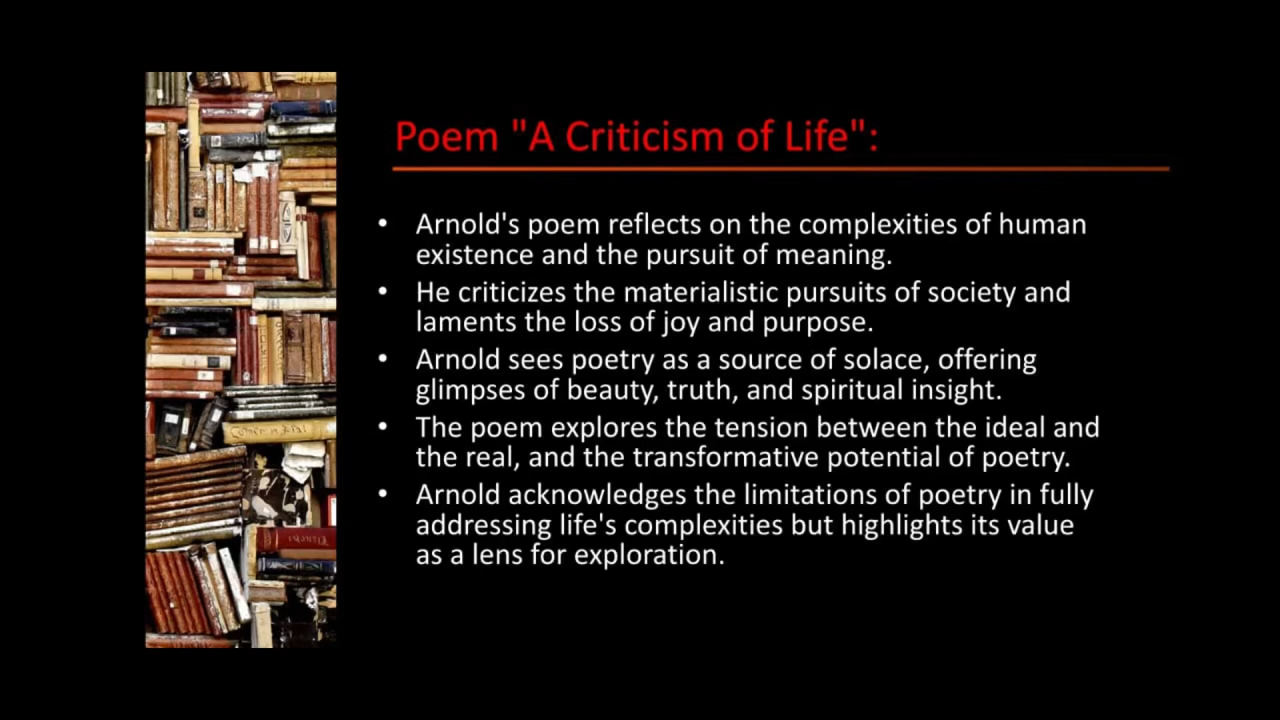 Poem "A Criticism of Life":
• Arnold's poem reflects on the complexities of human
existence and the pursuit of meaning.
• He criticizes the materialistic pursuits of society and
laments the loss of joy and purpose.
• Arnold sees poetry as a source of solace, offering
glimpses of beauty, truth, and spiritual insight.
• The poem explores the tension between the ideal and
the real, and the transformative potential of poetry.
• Arnold acknowledges the limitations of poetry in fully
addressing life's complexities but highlights its value
as a lens for exploration.